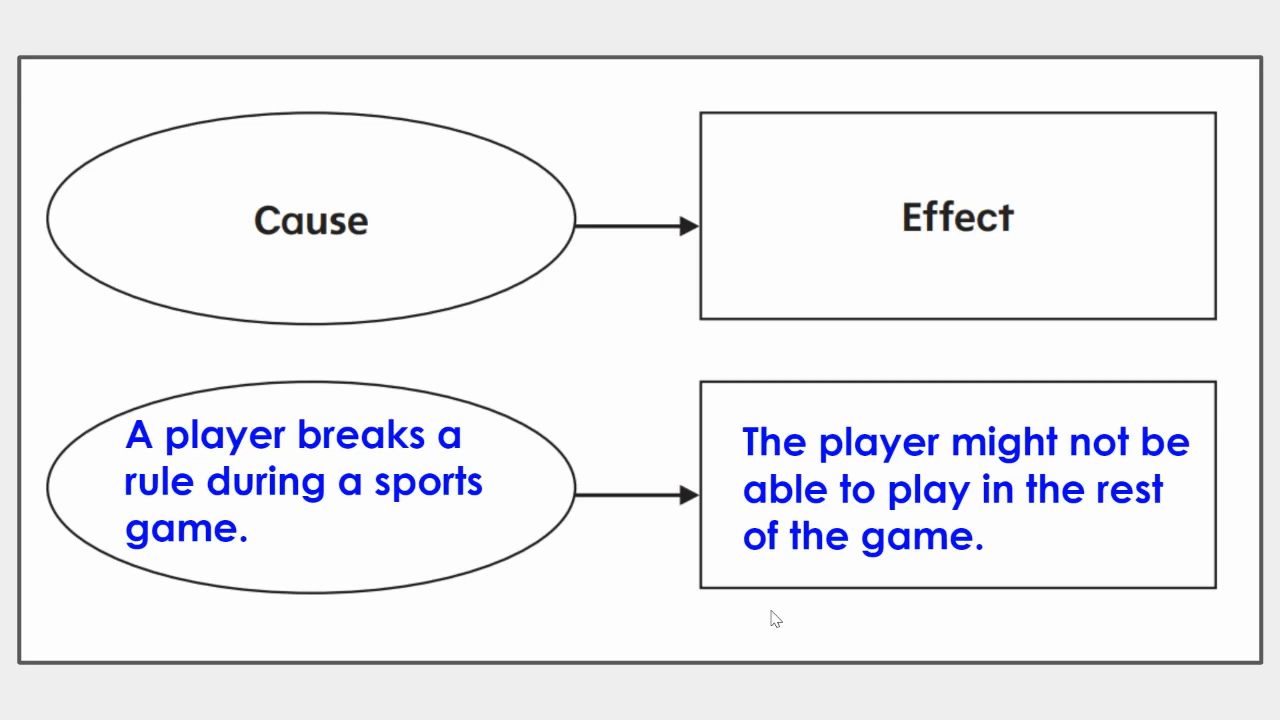 Cause
Effect
A player breaks a
rule during a sports
game.
The player might not be
able to play in the rest
of the game.